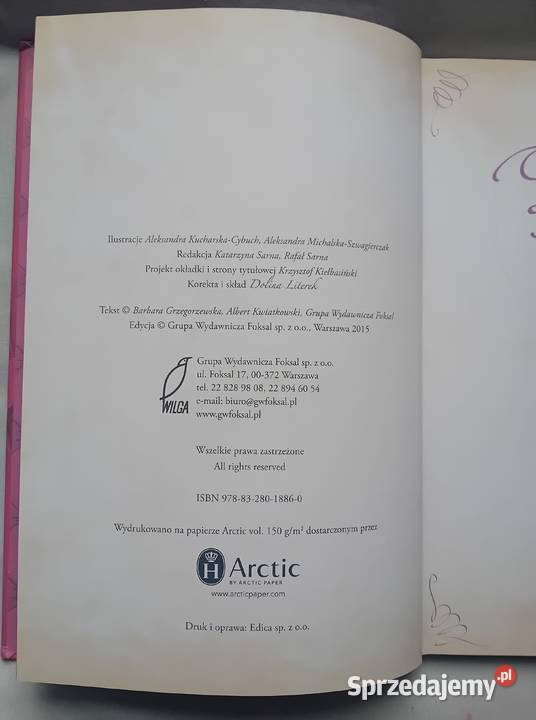 Ilustracje Aleksandra Kucharska-Cybuch, Aleksandra Michalska-Szwagierczak
Redakcja Katarzyna Sarna, Rafał Sarna
Projekt okładki i strony tytułowej Krzysztof Kiełbasiński
Korekta i skład Dolina Literek
Tekst © Barbara Grzegorzewska, Albert Kwiatkowski, Grupa Wydawnicza Foksal
Edycja © Grupa Wydawnicza Foksal sp. z o.o., Warszawa 2015
WILGA
Grupa Wydawnicza Foksal sp. z o.o.
ul. Foksal 17, 00-372 Warszawa
tel. 22 828 98 08, 22 894 60 54
e-mail: biuro@gwfoksal.pl
www.gwfoksal.pl
Wszelkie prawa zastrzeżone
All rights reserved
ISBN 978-83-280-1886-0
Wydrukowano na papierze Arctic vol. 150 g/m² dostarczonym przez
H Arctic
BY ARCTIC PAPER
www.arcticpaper.com
Druk i oprawa: Edica sp. z o.o.
Sprzedajemy.pl